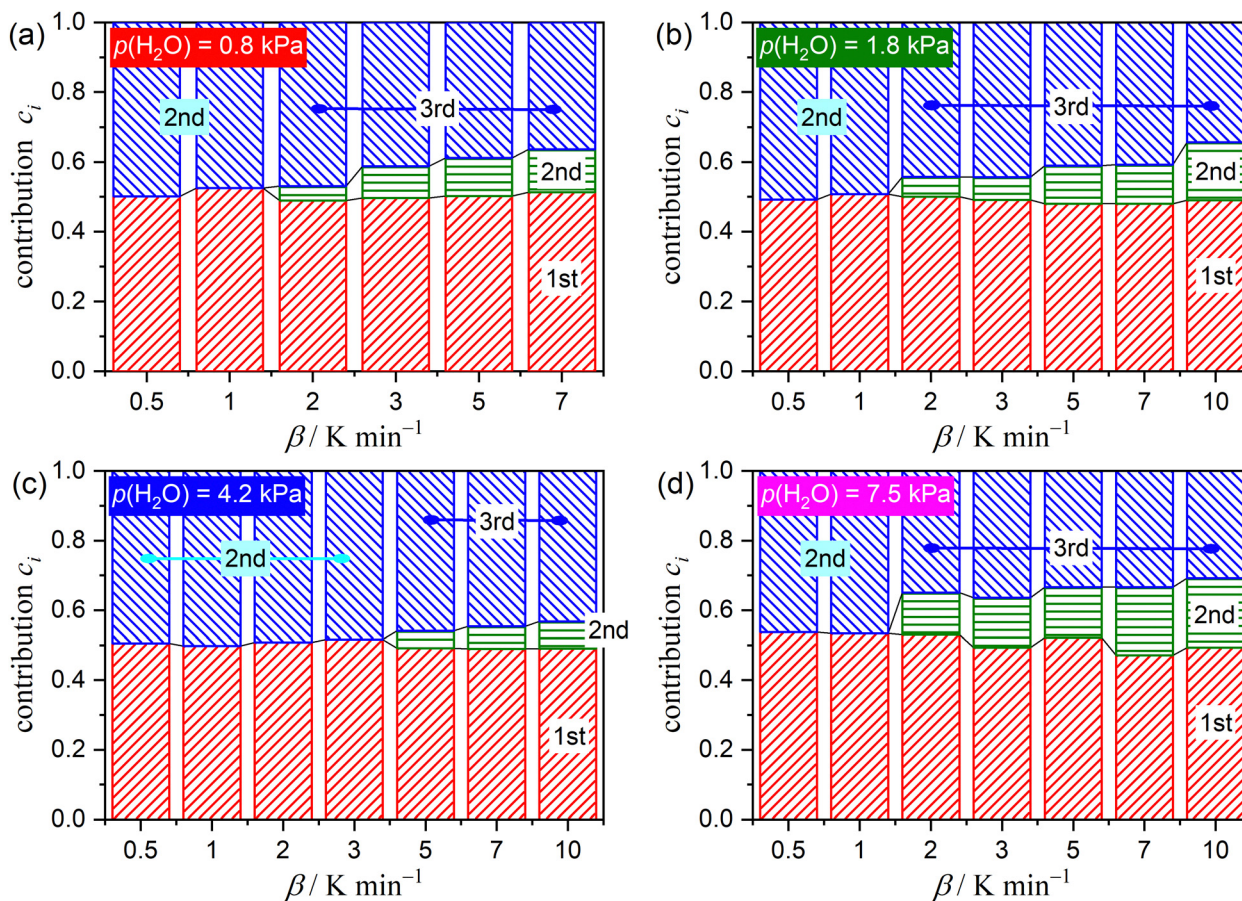 (a)
p(H₂O) = 0.8 kPa
contribution cᵢ
1.0
0.8
0.6
0.4
0.2
0.0
2nd
3rd
2nd
1st
0.5 1 2 3 5 7
β / K min⁻¹
(b)
p(H₂O) = 1.8 kPa
contribution cᵢ
1.0
0.8
0.6
0.4
0.2
0.0
2nd
3rd
2nd
1st
0.5 1 2 3 5 7 10
β / K min⁻¹
(c)
p(H₂O) = 4.2 kPa
contribution cᵢ
1.0
0.8
0.6
0.4
0.2
0.0
3rd
2nd
2nd
1st
0.5 1 2 3 5 7 10
β / K min⁻¹
(d)
p(H₂O) = 7.5 kPa
contribution cᵢ
1.0
0.8
0.6
0.4
0.2
0.0
2nd
3rd
2nd
1st
0.5 1 2 3 5 7 10
β / K min⁻¹